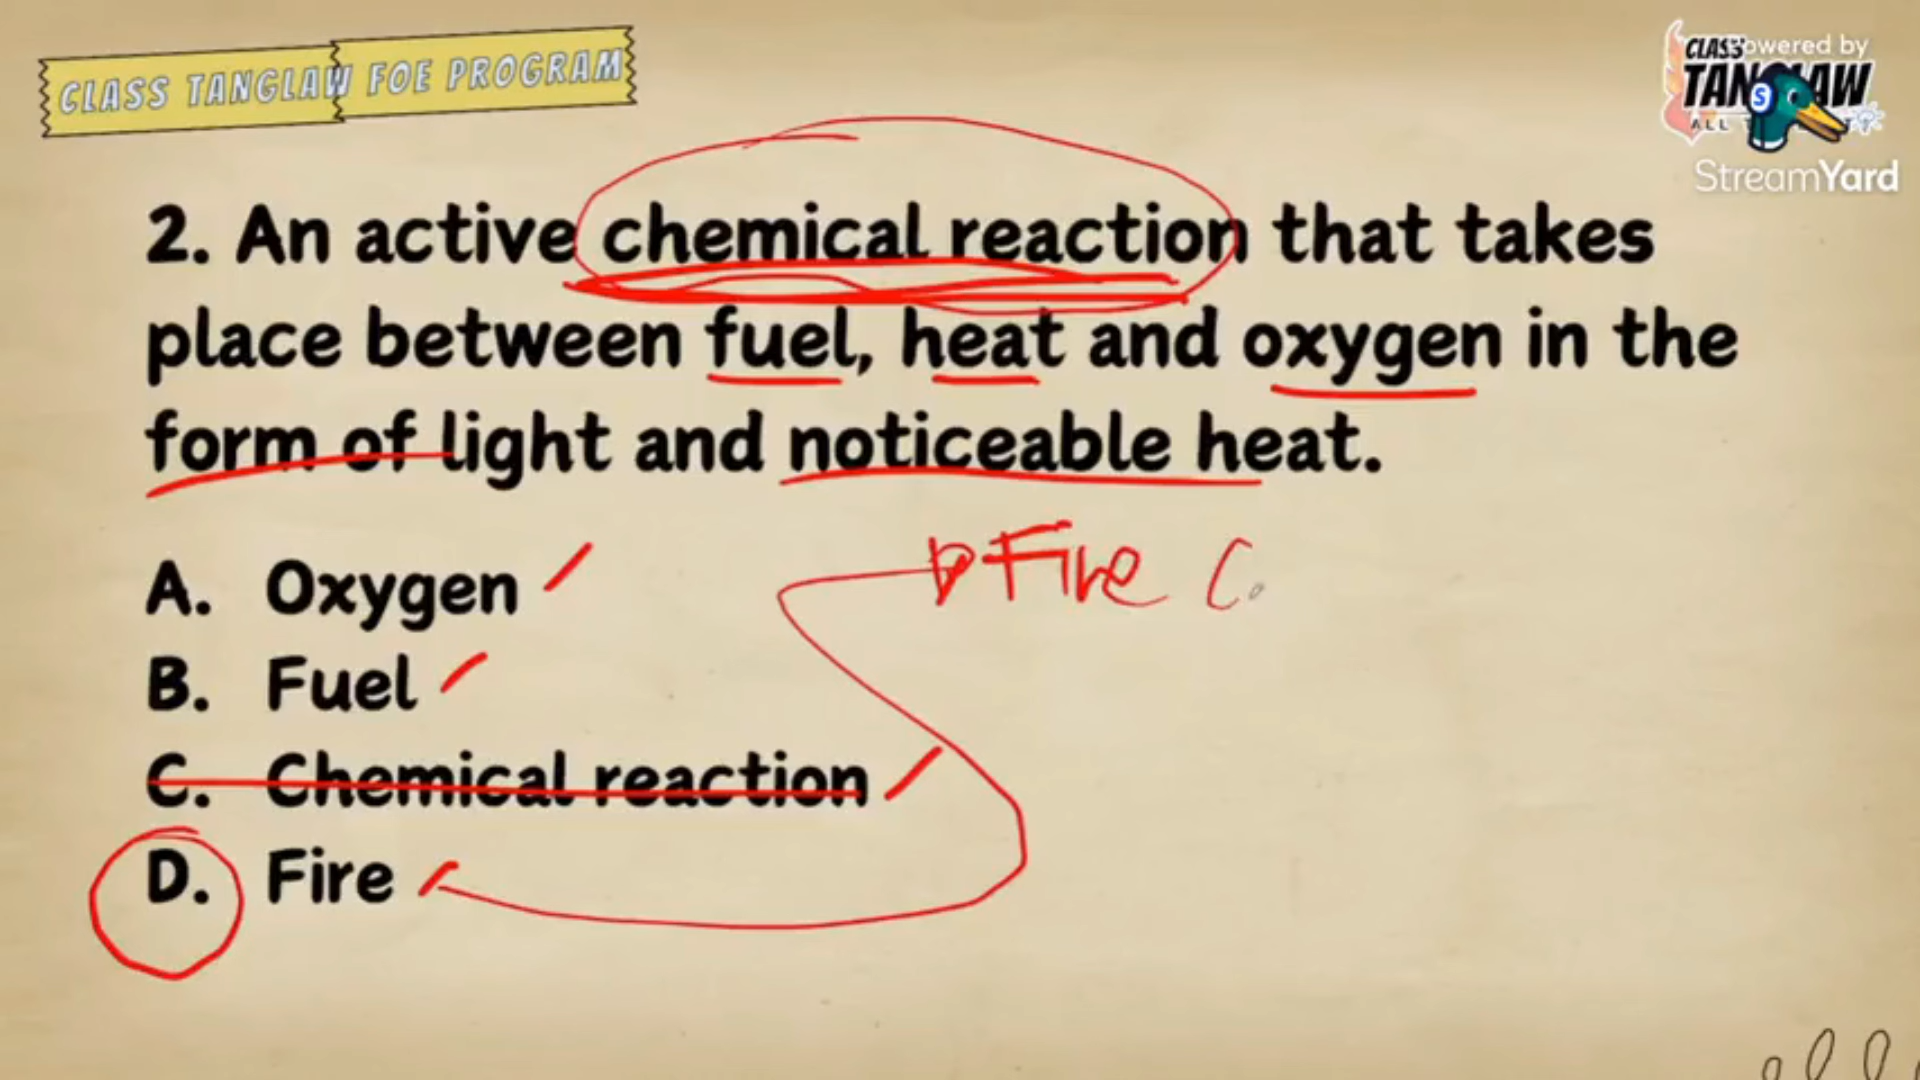 CLASS TANGLAW FOE PROGRAM
Powered by
CLASS
TANGLAW
StreamYard
2. An active chemical reaction that takes
place between fuel, heat and oxygen in the
form of light and noticeable heat.
Fire C
A. Oxygen
B. Fuel
C. Chemical reaction
D. Fire